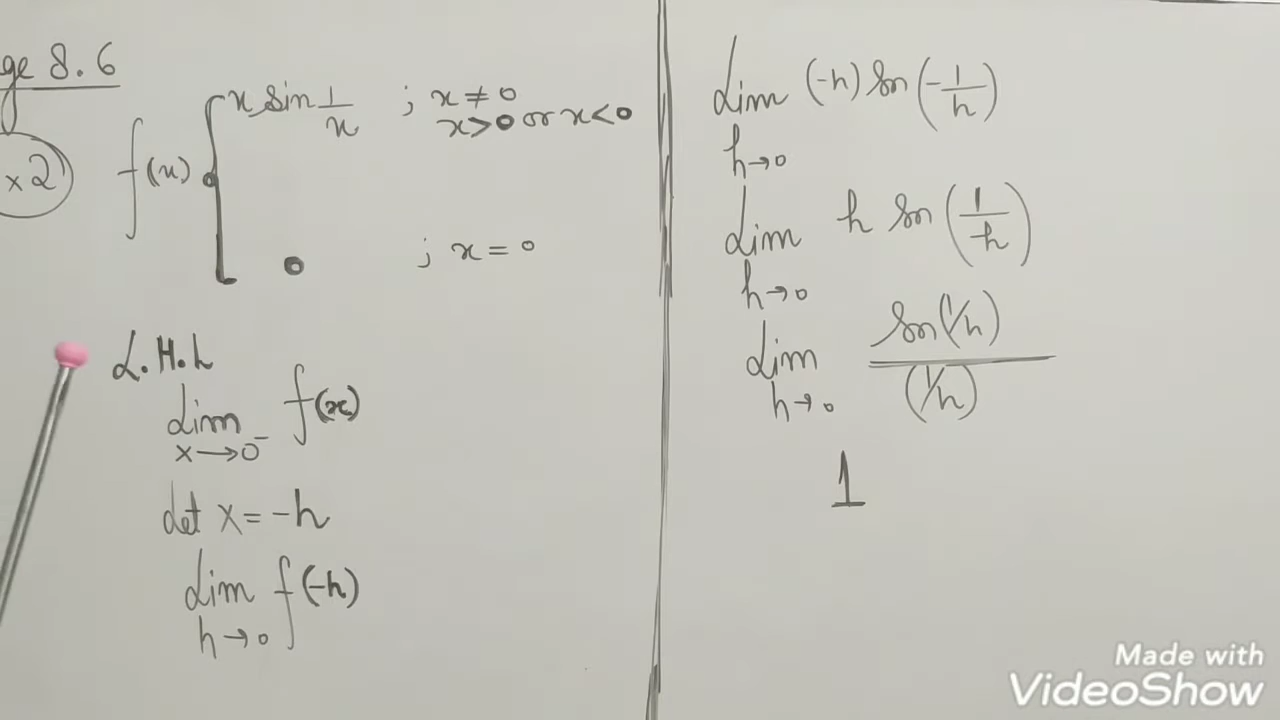 ge 8.6
x2
f(x) x sin 1/x ; x ≠ 0
x>0 or x<0
0 ; x = 0
L.H.L
Lim f(x)
x→0⁻
Let x = -h
Lim f(-h)
h→0
Lim (-h) sin (-1/h)
h→0
Lim h sin (1/h)
h→0
Lim sin(1/h)
h→0 (1/h)
1
Made with
VideoShow